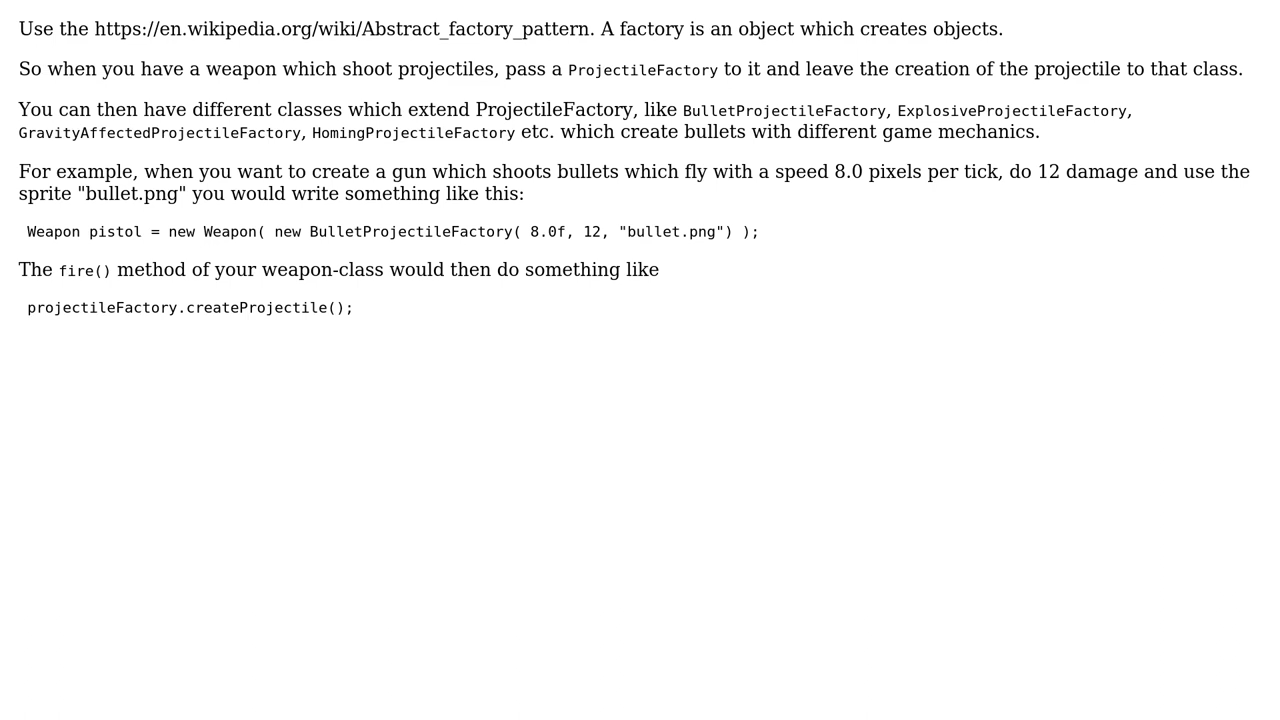 Use the https://en.wikipedia.org/wiki/Abstract_factory_pattern. A factory is an object which creates objects.
So when you have a weapon which shoot projectiles, pass a ProjectileFactory to it and leave the creation of the projectile to that class.
You can then have different classes which extend ProjectileFactory, like BulletProjectileFactory, ExplosiveProjectileFactory,
GravityAffectedProjectileFactory, HomingProjectileFactory etc. which create bullets with different game mechanics.
For example, when you want to create a gun which shoots bullets which fly with a speed 8.0 pixels per tick, do 12 damage and use the
sprite "bullet.png" you would write something like this:
Weapon pistol = new Weapon( new BulletProjectileFactory( 8.0f, 12, "bullet.png") );
The fire() method of your weapon-class would then do something like
projectileFactory.createProjectile();